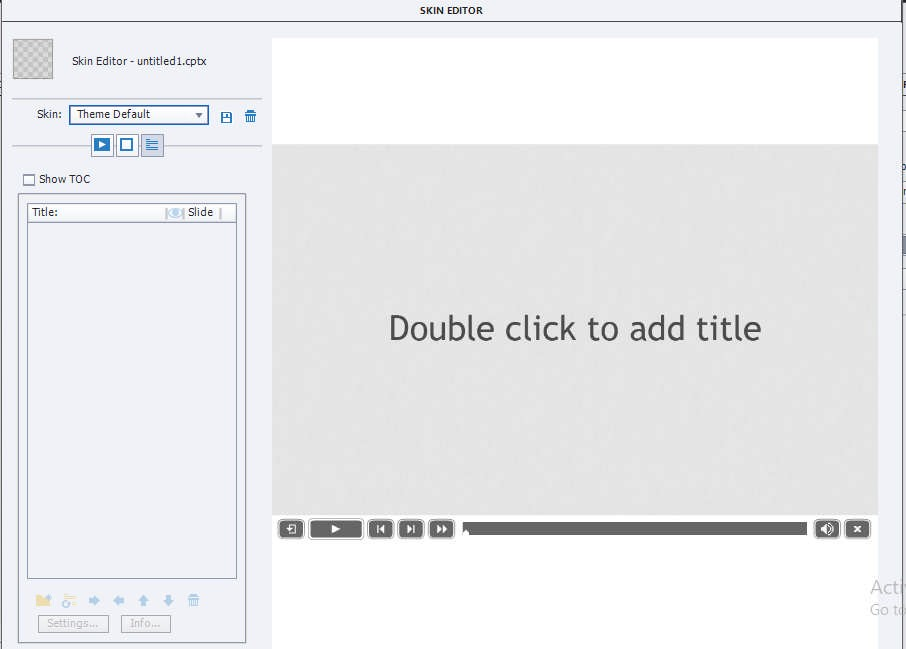 SKIN EDITOR
Skin Editor - untitled1.cptx
Skin: Theme Default
Show TOC
Title: Slide
Double click to add title
Settings... Info...
Go to